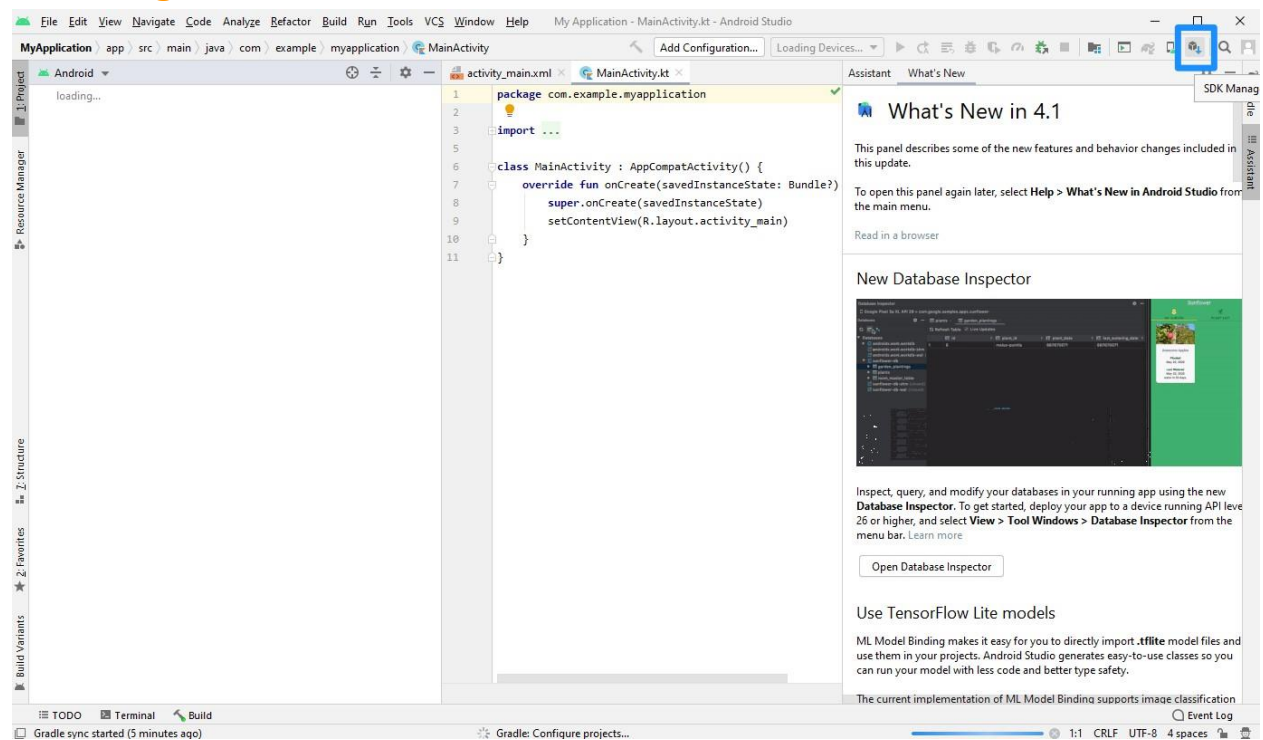 File Edit View Navigate Code Analyze Refactor Build Run Tools VCS Window Help My Application - MainActivity.kt - Android Studio
MyApplication app src main java com example myapplication MainActivity Add Configuration... Loading Devices...
SDK Manag
1: Project
Resource Manager
Z: Structure
2: Favorites
Build Variants
Android
loading...
activity_main.xml MainActivity.kt
1 package com.example.myapplication
2
3 import ...
5
6 class MainActivity : AppCompatActivity() {
7 override fun onCreate(savedInstanceState: Bundle?)
8 super.onCreate(savedInstanceState)
9 setContentView(R.layout.activity_main)
10 }
11 }
Assistant What's New
What's New in 4.1
This panel describes some of the new features and behavior changes included in
this update.
To open this panel again later, select Help > What's New in Android Studio from
the main menu.
Read in a browser
New Database Inspector
Inspect, query, and modify your databases in your running app using the new
Database Inspector. To get started, deploy your app to a device running API leve
26 or higher, and select View > Tool Windows > Database Inspector from the
menu bar. Learn more
Open Database Inspector
Use TensorFlow Lite models
ML Model Binding makes it easy for you to directly import .tflite model files and
use them in your projects. Android Studio generates easy-to-use classes so you
can run your model with less code and better type safety.
The current implementation of ML Model Binding supports image classification
dle
Assistant
TODO Terminal Build Event Log
Gradle sync started (5 minutes ago) Gradle: Configure projects... 1:1 CRLF UTF-8 4 spaces